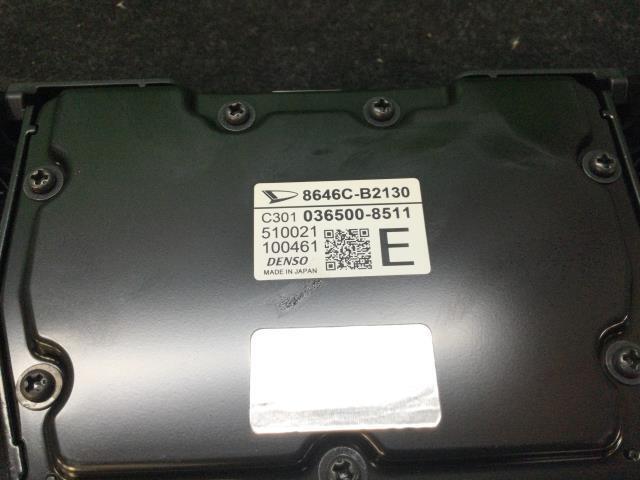 8646C-B2130
C301 036500-8511
510021
100461
E
DENSO
MADE IN JAPAN